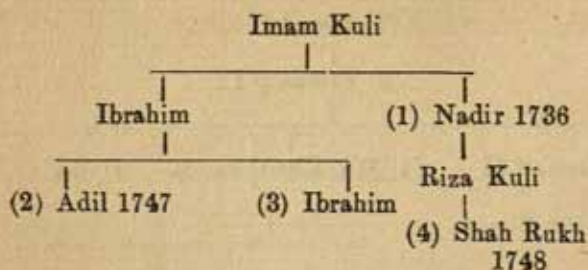 Imam Kuli
Ibrahim (1) Nadir 1736
Riza Kuli
(2) Adil 1747 (3) Ibrahim
(4) Shah Rukh
1748